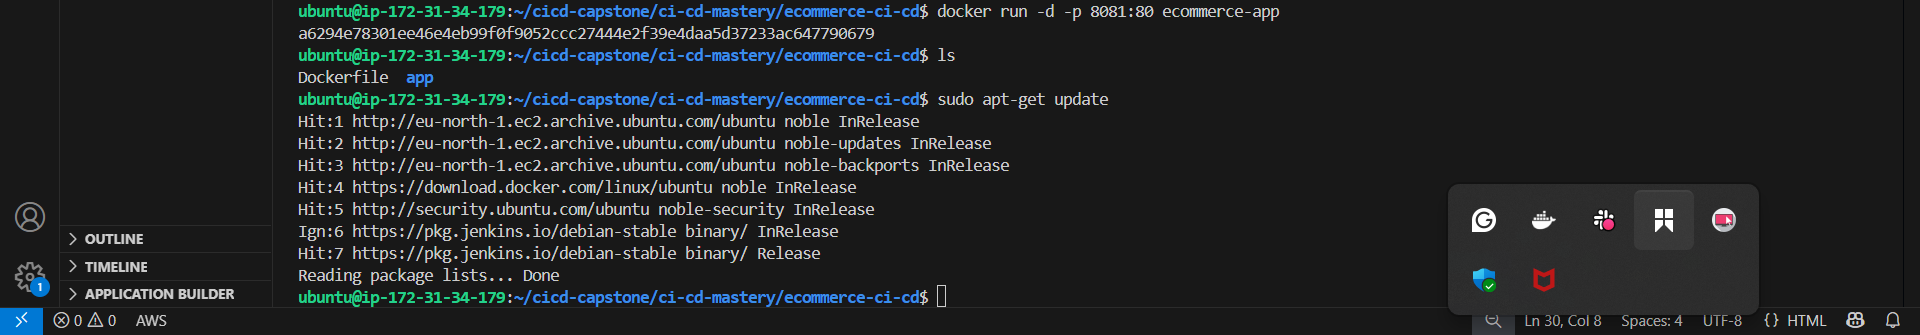 ubuntu@ip-172-31-34-179:~/cicd-capstone/ci-cd-mastery/ecommerce-ci-cd$ docker run -d -p 8081:80 ecommerce-app
a6294e78301ee46e4eb99f0f9052ccc27444e2f39e4daa5d37233ac647790679
ubuntu@ip-172-31-34-179:~/cicd-capstone/ci-cd-mastery/ecommerce-ci-cd$ ls
Dockerfile  app
ubuntu@ip-172-31-34-179:~/cicd-capstone/ci-cd-mastery/ecommerce-ci-cd$ sudo apt-get update
Hit:1 http://eu-north-1.ec2.archive.ubuntu.com/ubuntu noble InRelease
Hit:2 http://eu-north-1.ec2.archive.ubuntu.com/ubuntu noble-updates InRelease
Hit:3 http://eu-north-1.ec2.archive.ubuntu.com/ubuntu noble-backports InRelease
Hit:4 https://download.docker.com/linux/ubuntu noble InRelease
Hit:5 http://security.ubuntu.com/ubuntu noble-security InRelease
Ign:6 https://pkg.jenkins.io/debian-stable binary/ InRelease
Hit:7 https://pkg.jenkins.io/debian-stable binary/ Release
Reading package lists... Done
ubuntu@ip-172-31-34-179:~/cicd-capstone/ci-cd-mastery/ecommerce-ci-cd$
OUTLINE
TIMELINE
APPLICATION BUILDER
1
0 0 AWS
Ln 30, Col 8 Spaces: 4 UTF-8 {} HTML